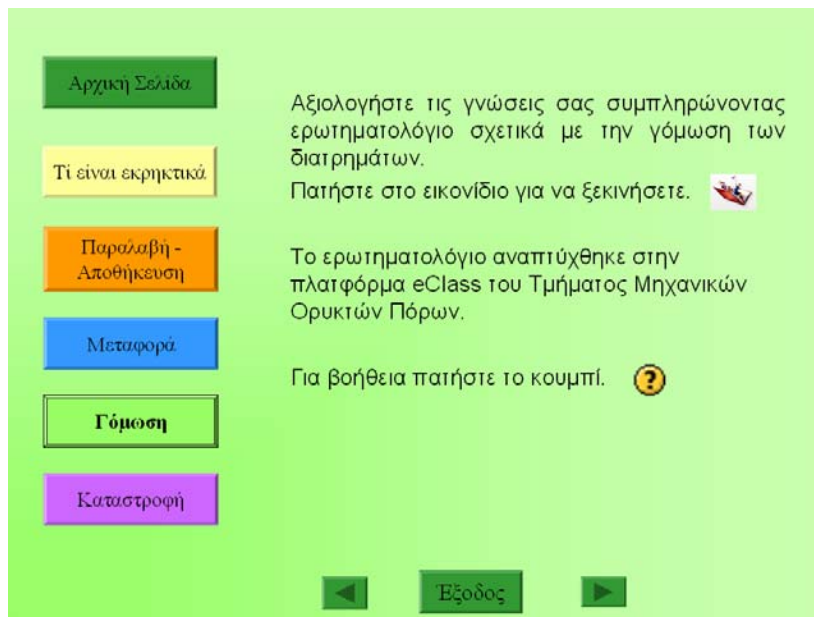 Αρχική Σελίδα
Τί είναι εκρηκτικά
Παραλαβή -
Αποθήκευση
Μεταφορά
Γόμωση
Καταστροφή
Αξιολογήστε τις γνώσεις σας συμπληρώνοντας
ερωτηματολόγιο σχετικά με την γόμωση των
διατρημάτων.
Πατήστε στο εικονίδιο για να ξεκινήσετε.
Το ερωτηματολόγιο αναπτύχθηκε στην
πλατφόρμα eClass του Τμήματος Μηχανικών
Ορυκτών Πόρων.
Για βοήθεια πατήστε το κουμπί.
?
Έξοδος